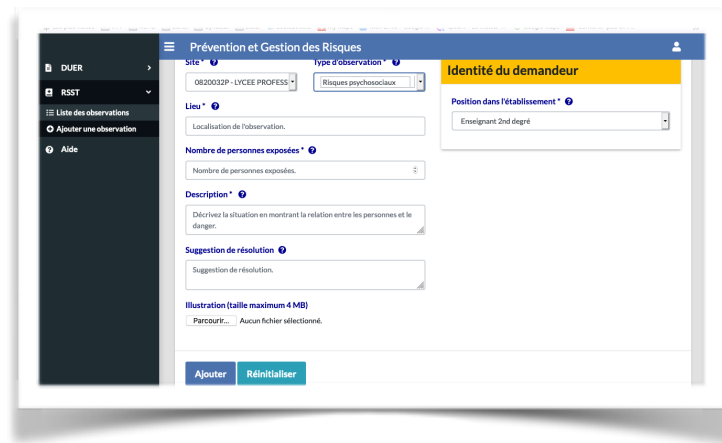 Prévention et Gestion des Risques
DUER
RSST
Liste des observations
Ajouter une observation
Aide
Site * Type d'observation *
0820032P - LYCEE PROFESS Risques psychosociaux
Lieu *
Localisation de l'observation.
Nombre de personnes exposées *
Nombre de personnes exposées.
Description *
Décrivez la situation en montrant la relation entre les personnes et le
danger.
Suggestion de résolution
Suggestion de résolution.
Illustration (taille maximum 4 MB)
Parcourir... Aucun fichier sélectionné.
Ajouter Réinitialiser
Identité du demandeur
Position dans l'établissement *
Enseignant 2nd degré